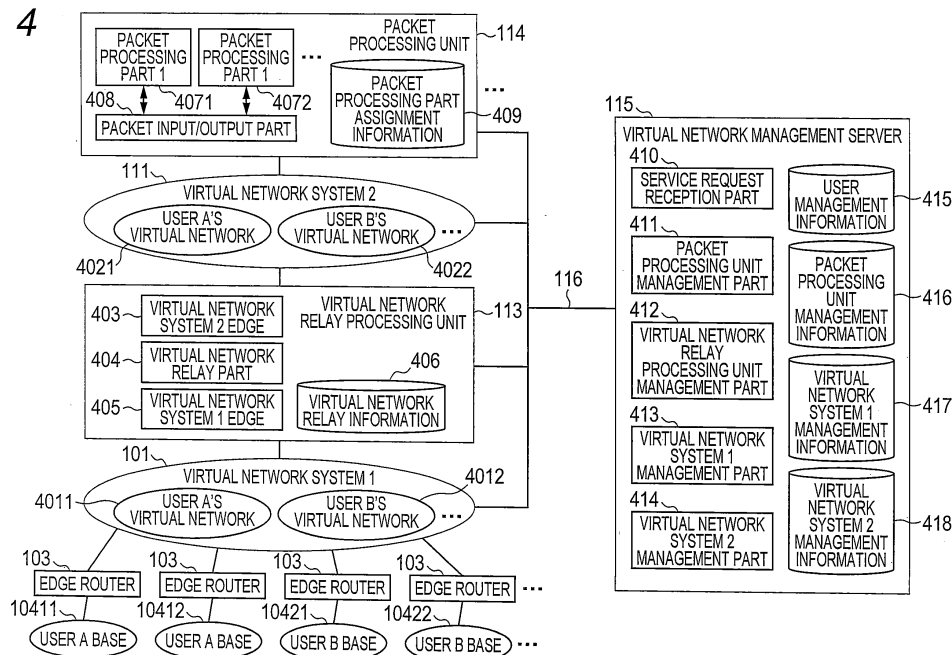 4
PACKET
PROCESSING
PART 1
4071
PACKET
PROCESSING
PART 1
4072
...
PACKET
PROCESSING UNIT
114
408
PACKET INPUT/OUTPUT PART
PACKET
PROCESSING PART
ASSIGNMENT
INFORMATION
409
...
111
VIRTUAL NETWORK SYSTEM 2
USER A'S
VIRTUAL NETWORK
4021
USER B'S
VIRTUAL NETWORK
4022
...
403
VIRTUAL NETWORK
SYSTEM 2 EDGE
404
VIRTUAL NETWORK
RELAY PART
405
VIRTUAL NETWORK
SYSTEM 1 EDGE
VIRTUAL NETWORK
RELAY PROCESSING UNIT
113
406
VIRTUAL NETWORK
RELAY INFORMATION
101
VIRTUAL NETWORK SYSTEM 1
4011
USER A'S
VIRTUAL NETWORK
4012
USER B'S
VIRTUAL NETWORK
...
103
EDGE ROUTER
103
EDGE ROUTER
103
EDGE ROUTER
103
EDGE ROUTER
...
10411
USER A BASE
10412
USER A BASE
10421
USER B BASE
10422
USER B BASE
...
116
115
VIRTUAL NETWORK MANAGEMENT SERVER
410
SERVICE REQUEST
RECEPTION PART
411
PACKET
PROCESSING UNIT
MANAGEMENT PART
412
VIRTUAL NETWORK
RELAY
PROCESSING UNIT
MANAGEMENT PART
413
VIRTUAL NETWORK
SYSTEM 1
MANAGEMENT PART
414
VIRTUAL NETWORK
SYSTEM 2
MANAGEMENT PART
USER
MANAGEMENT
INFORMATION
415
PACKET
PROCESSING
UNIT
MANAGEMENT
INFORMATION
416
VIRTUAL
NETWORK
SYSTEM 1
MANAGEMENT
INFORMATION
417
VIRTUAL
NETWORK
SYSTEM 2
MANAGEMENT
INFORMATION
418